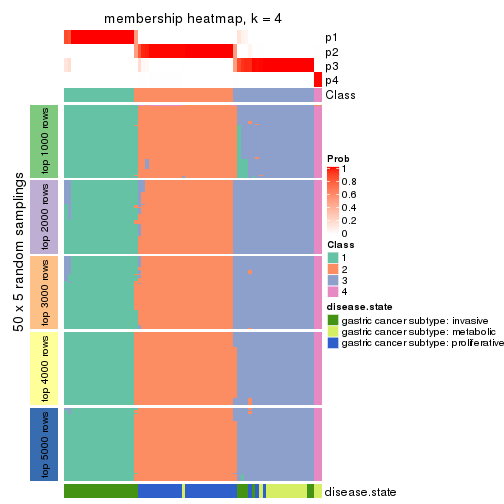 membership heatmap, k = 4
p1
p2
p3
p4
Class
50 x 5 random samplings
top 1000 rows
top 2000 rows
top 3000 rows
top 4000 rows
top 5000 rows
Prob
1
0.8
0.6
0.4
0.2
0
Class
1
2
3
4
disease.state
gastric cancer subtype: invasive
gastric cancer subtype: metabolic
gastric cancer subtype: proliferative
disease.state